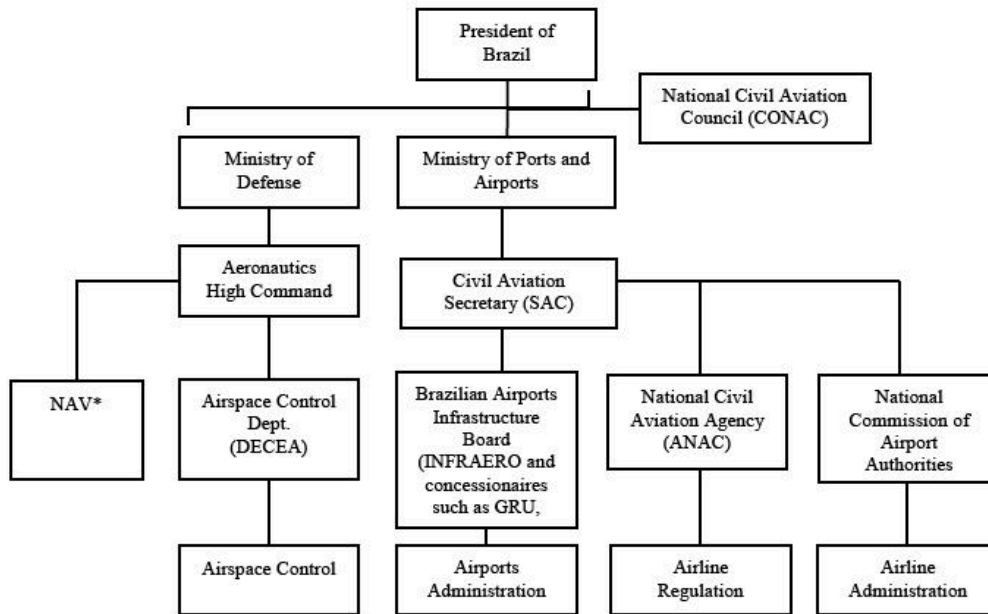 President of
Brazil
National Civil Aviation
Council (CONAC)
Ministry of
Defense
Ministry of Ports and
Airports
Aeronautics
High Command
Civil Aviation
Secretary (SAC)
NAV*
Airspace Control
Dept.
(DECEA)
Brazilian Airports
Infrastructure
Board
(INFRAERO and
concessionaires
such as GRU,
National Civil
Aviation Agency
(ANAC)
National
Commission of
Airport
Authorities
Airspace Control
Airports
Administration
Airline
Regulation
Airline
Administration